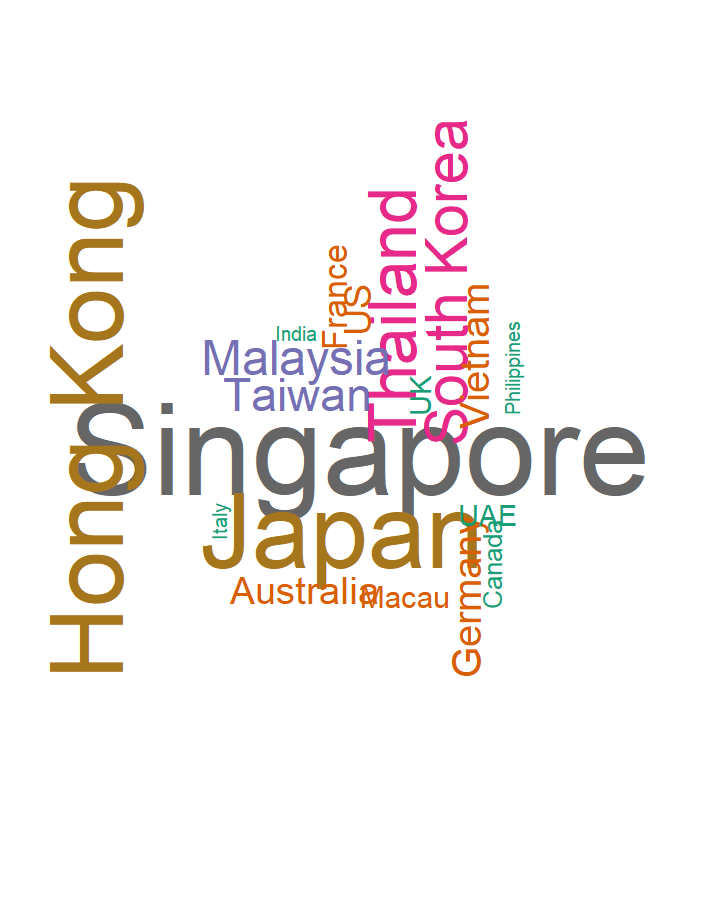 South Korea
Hong Kong
Thailand
France
US
Vietnam
Philippines
India
Malaysia
UK
Taiwan
Singapore
Italy
Japan
UAE
Canada
Germany
Australia
Macau